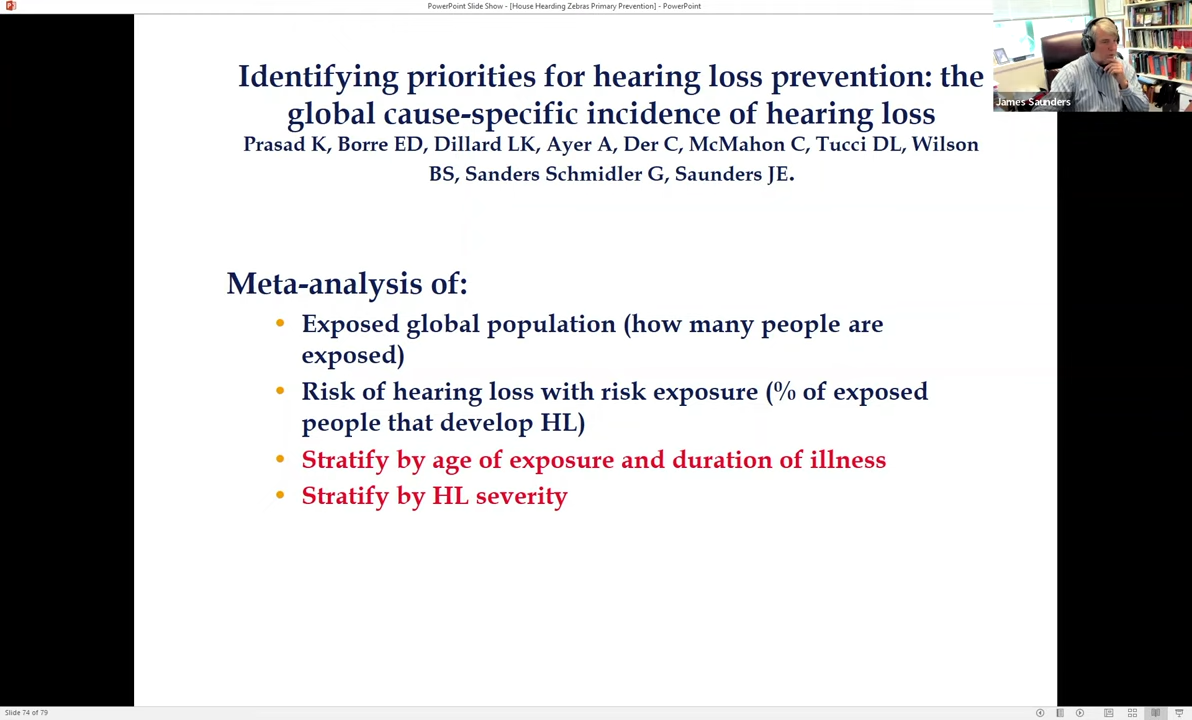 PowerPoint Slide Show - [House Hearding Zebras Primary Prevention] - PowerPoint
James Saunders
Identifying priorities for hearing loss prevention: the
global cause-specific incidence of hearing loss
Prasad K, Borre ED, Dillard LK, Ayer A, Der C, McMahon C, Tucci DL, Wilson
BS, Sanders Schmidler G, Saunders JE.
Meta-analysis of:
• Exposed global population (how many people are
exposed)
• Risk of hearing loss with risk exposure (% of exposed
people that develop HL)
• Stratify by age of exposure and duration of illness
• Stratify by HL severity
Slide 74 of 79